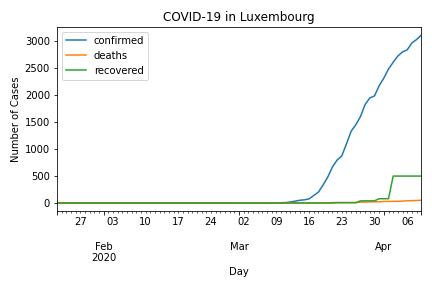 COVID-19 in Luxembourg
confirmed
deaths
recovered
Number of Cases
3000
2500
2000
1500
1000
500
0
27 03 10 17 24 02 09 16 23 30 06
Feb Mar Apr
2020
Day